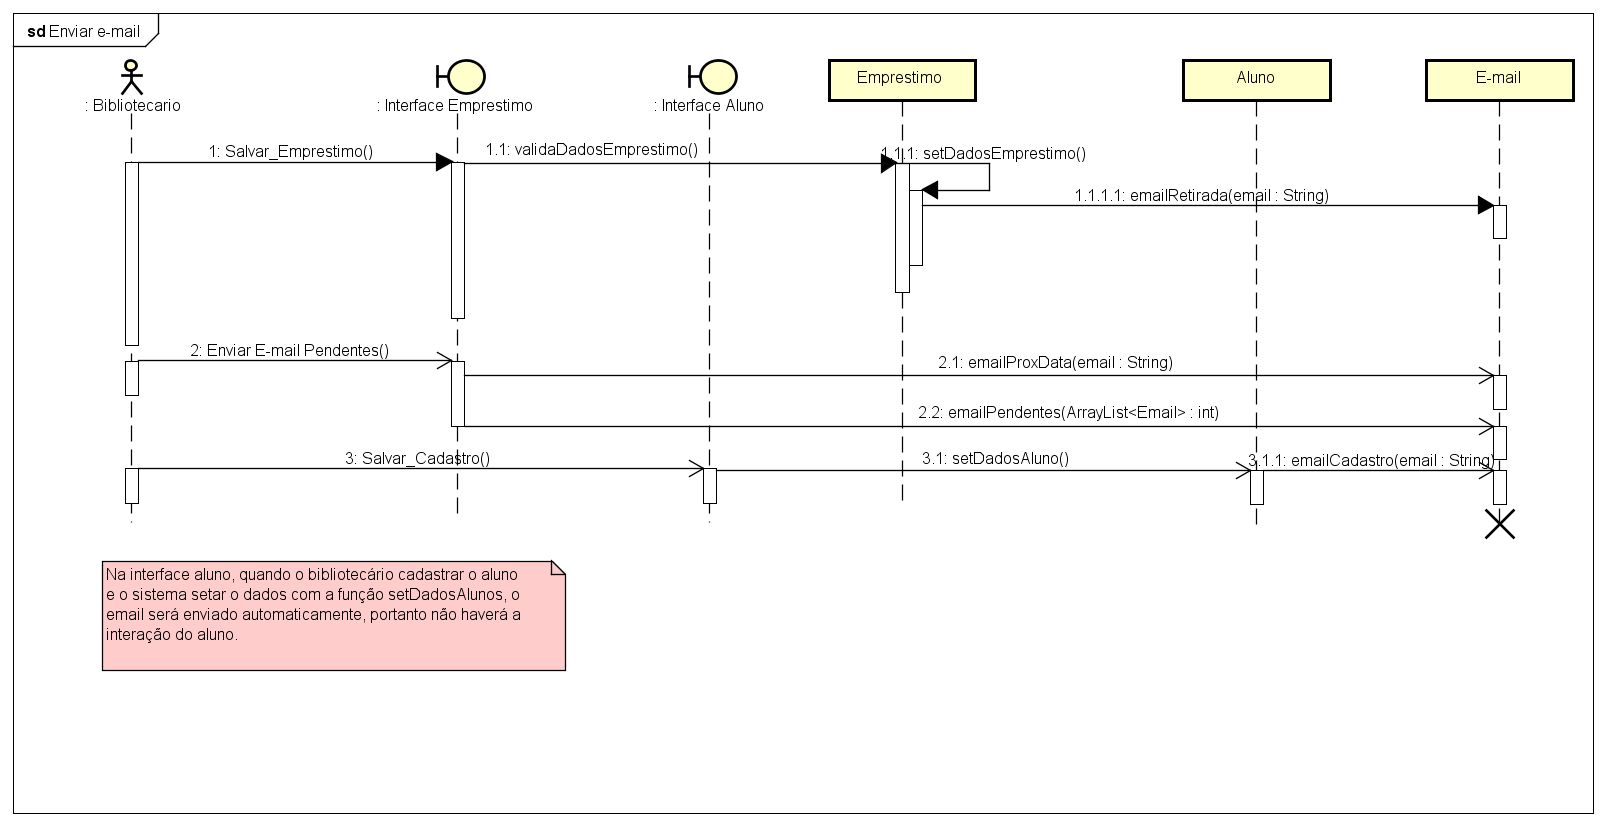 sd Enviar e-mail
: Bibliotecario
: Interface Emprestimo
: Interface Aluno
Emprestimo
Aluno
E-mail
1: Salvar_Emprestimo()
1.1: validaDadosEmprestimo()
1.1.1: setDadosEmprestimo()
1.1.1.1: emailRetirada(email : String)
2: Enviar E-mail Pendentes()
2.1: emailProxData(email : String)
2.2: emailPendentes(ArrayList<Email> : int)
3: Salvar_Cadastro()
3.1: setDadosAluno()
3.1.1: emailCadastro(email : String)
Na interface aluno, quando o bibliotecário cadastrar o aluno
e o sistema setar o dados com a função setDadosAlunos, o
email será enviado automaticamente, portanto não haverá a
interação do aluno.